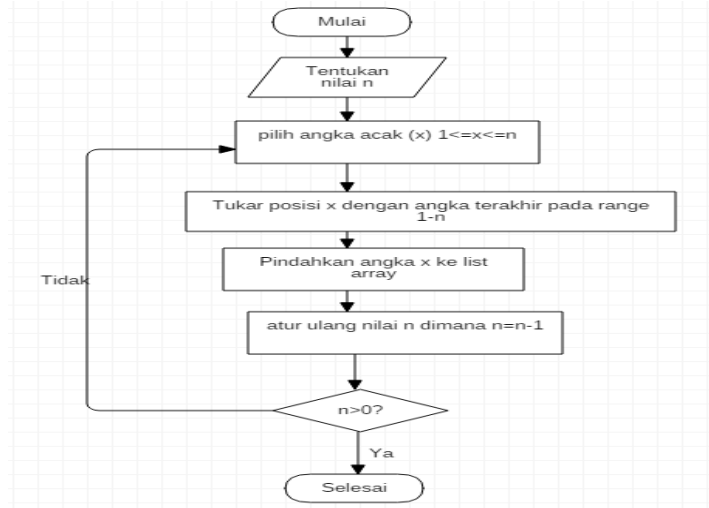 Mulai
Tentukan
nilai n
pilih angka acak (x) 1<=x<=n
Tukar posisi x dengan angka terakhir pada range
1-n
Pindahkan angka x ke list
array
Tidak
atur ulang nilai n dimana n=n-1
n>0?
Ya
Selesai